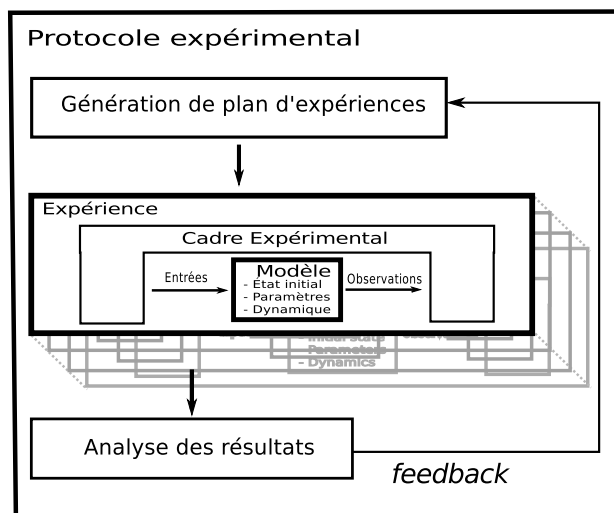 Protocole expérimental
Génération de plan d'expériences
Expérience
Cadre Expérimental
Entrées
Modèle
- État initial
- Paramètres
- Dynamique
Observations
- Dynamics
Analyse des résultats
feedback